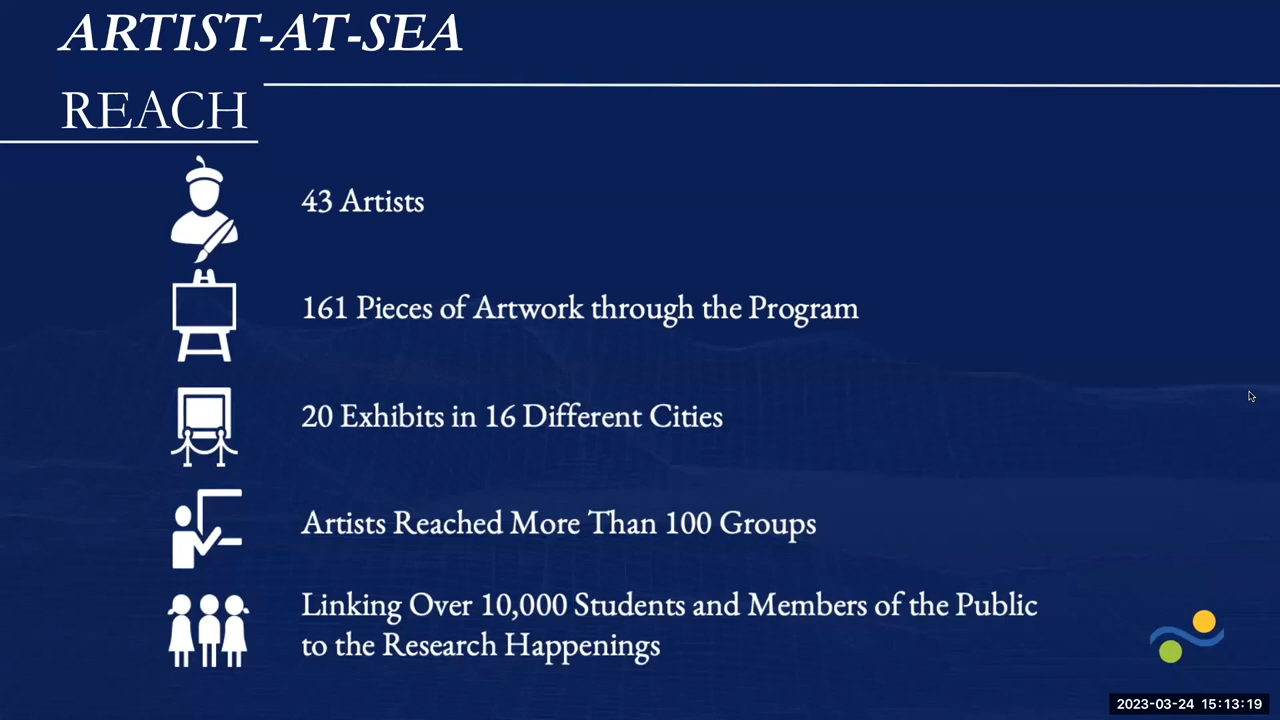 ARTIST-AT-SEA
REACH
43 Artists
161 Pieces of Artwork through the Program
20 Exhibits in 16 Different Cities
Artists Reached More Than 100 Groups
Linking Over 10,000 Students and Members of the Public
to the Research Happenings
2023-03-24 15:13:19